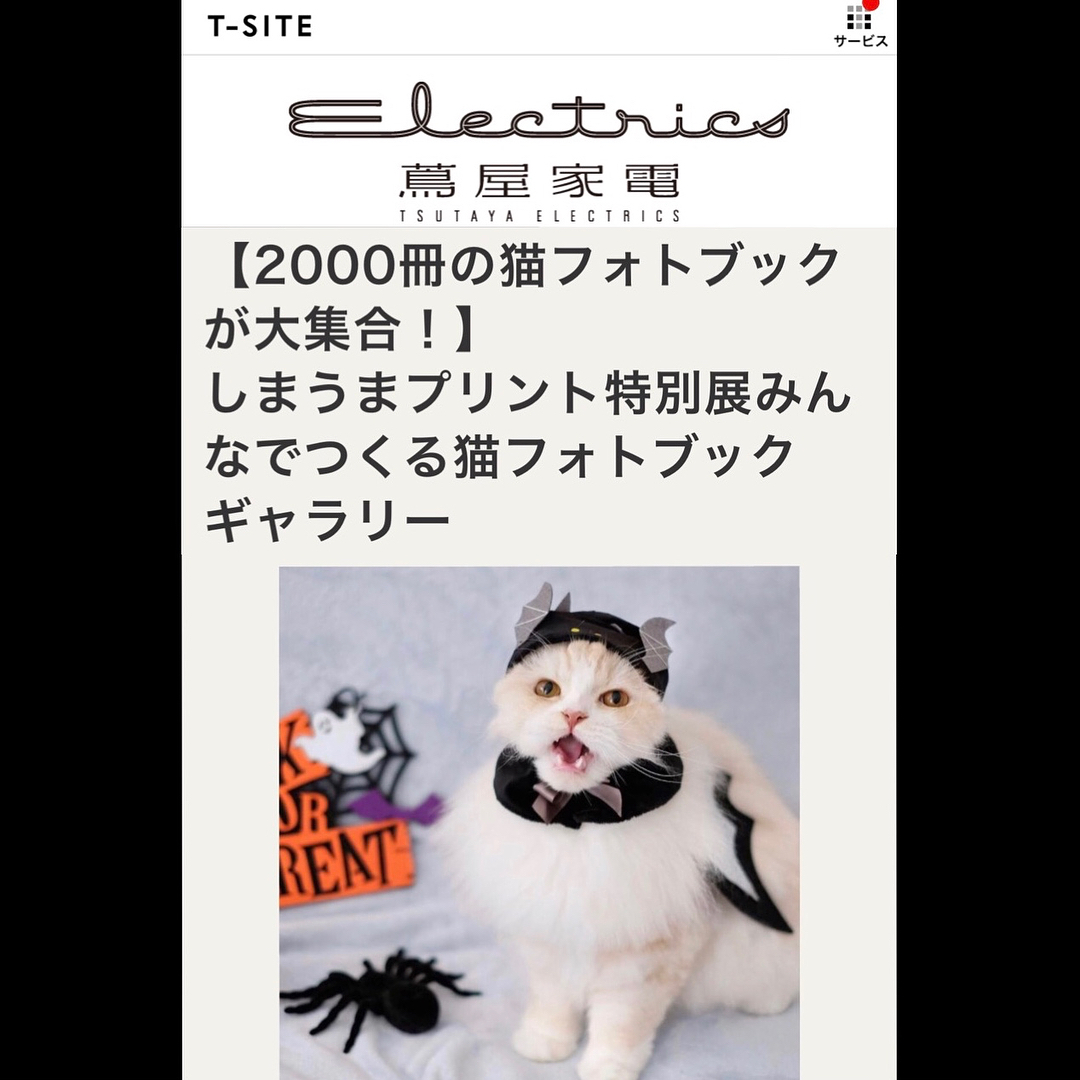 T-SITE
サービス
Electrics
蔦屋家電
TSUTAYA ELECTRICS
【2000冊の猫フォトブック
が大集合！】
しまうまプリント特別展みん
なでつくる猫フォトブック
ギャラリー
K
OR
REAT